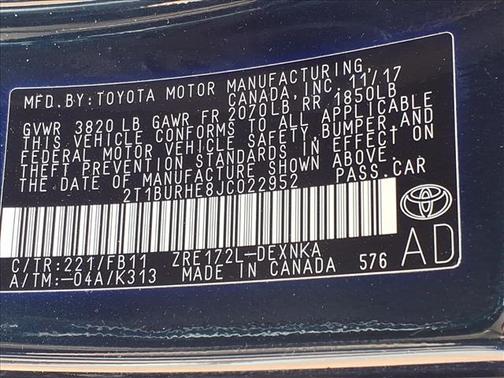 MFD.BY:TOYOTA MOTOR MANUFACTURING,
CANADA,INC. 11/17
GVWR 3820 LB GAWR FR 2070LB RR 1850LB
THIS VEHICLE CONFORMS TO ALL APPLICABLE
FEDERAL MOTOR VEHICLE SAFETY,BUMPER,AND
THEFT PREVENTION STANDARDS IN EFFECT ON
THE DATE OF MANUFACTURE SHOWN ABOVE.
2T1BURHE8JC022952 PASS.CAR
C/TR:221/FB11 ZRE172L-DEXNKA
A/TM:-04A/K313 MADE IN CANADA 576
TOYOTA
AD